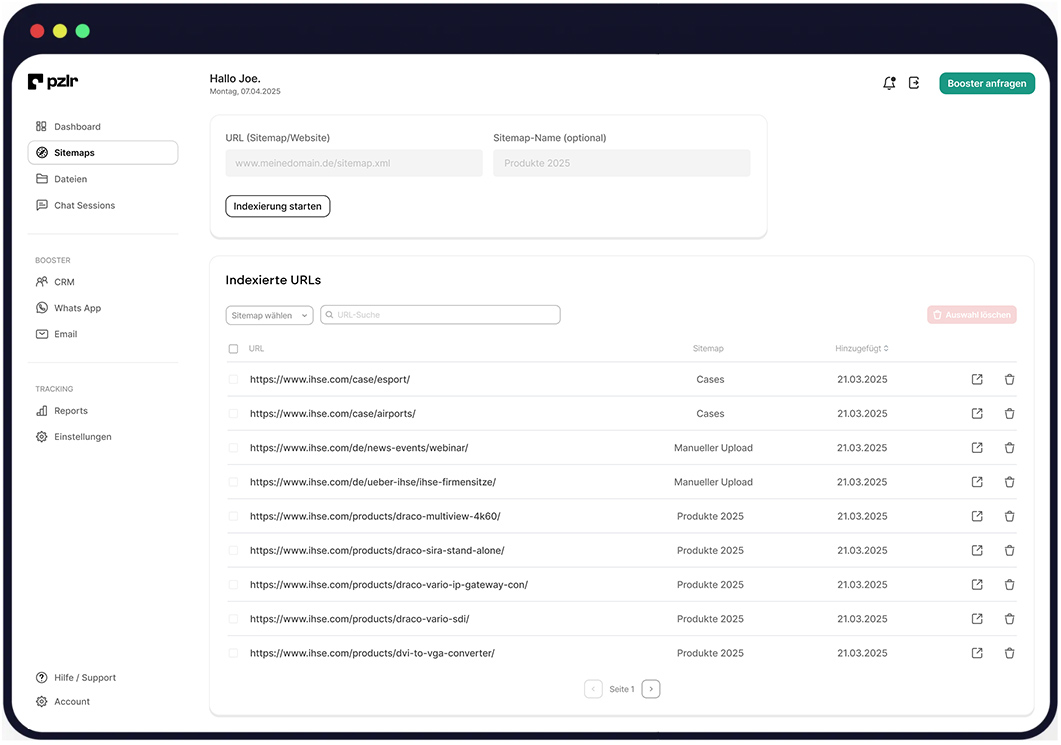 pzlr
Hallo Joe.
Montag, 07.04.2025
Booster anfragen
Dashboard
Sitemaps
Dateien
Chat Sessions
BOOSTER
CRM
Whats App
Email
TRACKING
Reports
Einstellungen
Hilfe / Support
Account
URL (Sitemap/Website) Sitemap-Name (optional)
www.meinedomain.de/sitemap.xml Produkte 2025
Indexierung starten
Indexierte URLs
Sitemap wählen URL-Suche Auswahl löschen
URL Sitemap Hinzugefügt
https://www.ihse.com/case/esport/ Cases 21.03.2025
https://www.ihse.com/case/airports/ Cases 21.03.2025
https://www.ihse.com/de/news-events/webinar/ Manueller Upload 21.03.2025
https://www.ihse.com/de/ueber-ihse/ihse-firmensitze/ Manueller Upload 21.03.2025
https://www.ihse.com/products/draco-multiview-4k60/ Produkte 2025 21.03.2025
https://www.ihse.com/products/draco-sira-stand-alone/ Produkte 2025 21.03.2025
https://www.ihse.com/products/draco-vario-ip-gateway-con/ Produkte 2025 21.03.2025
https://www.ihse.com/products/draco-vario-sdi/ Produkte 2025 21.03.2025
https://www.ihse.com/products/dvi-to-vga-converter/ Produkte 2025 21.03.2025
Seite 1